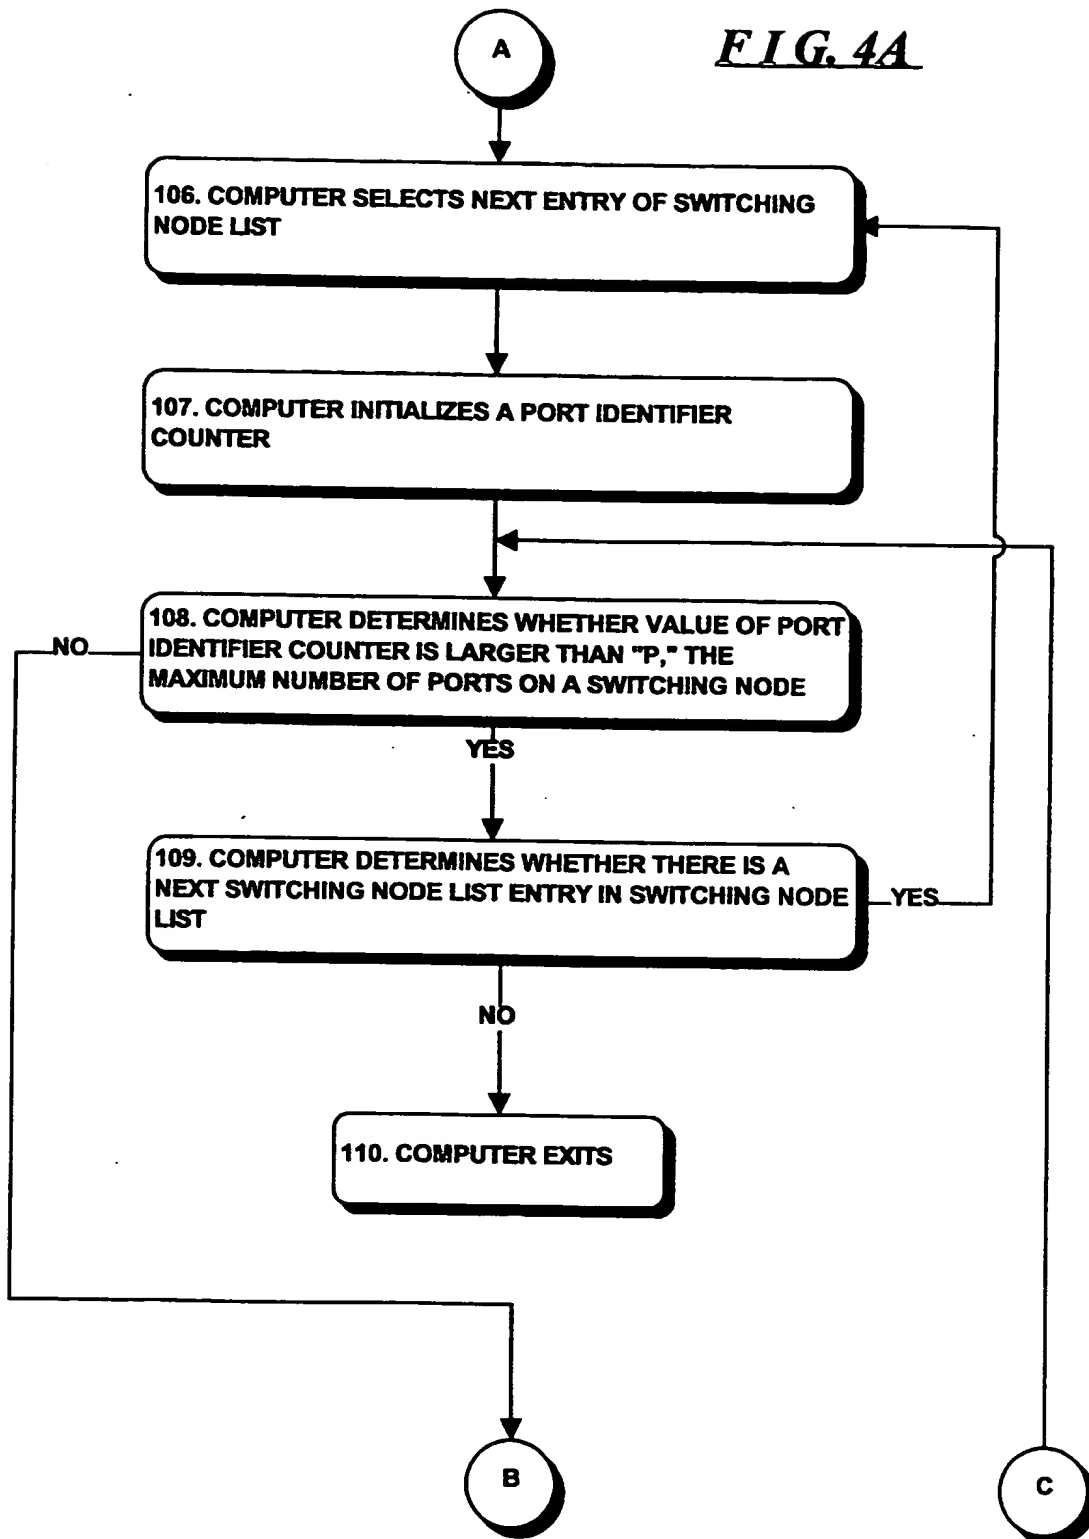 A
FIG. 4A
106. COMPUTER SELECTS NEXT ENTRY OF SWITCHING
NODE LIST
107. COMPUTER INITIALIZES A PORT IDENTIFIER
COUNTER
108. COMPUTER DETERMINES WHETHER VALUE OF PORT
IDENTIFIER COUNTER IS LARGER THAN "P," THE
MAXIMUM NUMBER OF PORTS ON A SWITCHING NODE
NO
YES
109. COMPUTER DETERMINES WHETHER THERE IS A
NEXT SWITCHING NODE LIST ENTRY IN SWITCHING NODE
LIST
YES
NO
110. COMPUTER EXITS
B
C